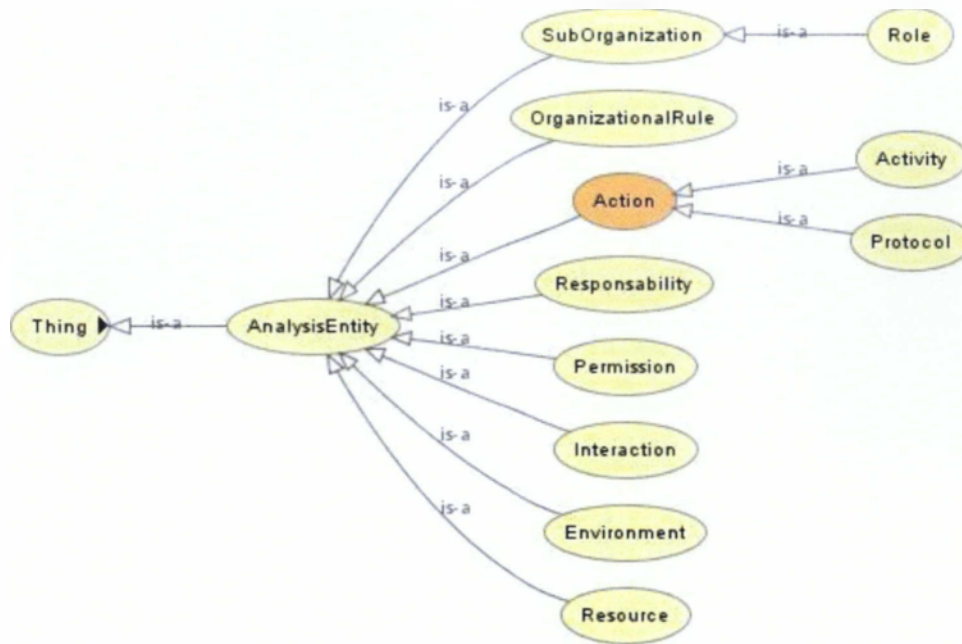 SubOrganization
is-a
Role
is-a
OrganizationalRule
is-a
Action
is-a
Activity
is-a
Protocol
is-a
Responsability
is-a
Thing
is-a
AnalysisEntity
is-a
Permission
is-a
Interaction
is-a
Environment
is-a
Resource
is-a